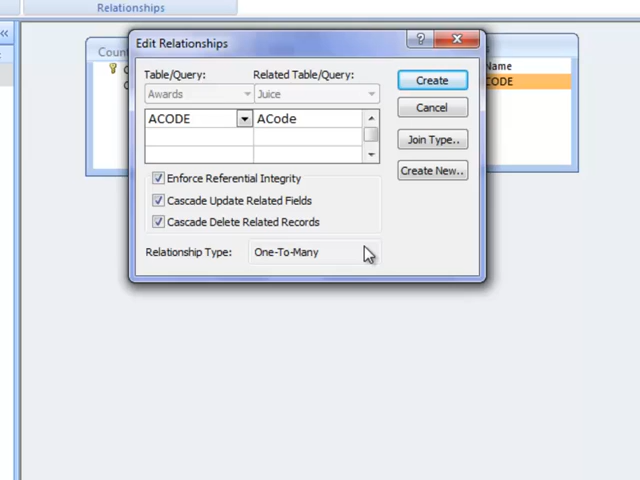 Relationships
Edit Relationships
?
Table/Query:
Related Table/Query:
Awards
Juice
ACODE
ACode
Enforce Referential Integrity
Cascade Update Related Fields
Cascade Delete Related Records
Relationship Type:
One-To-Many
Create
Cancel
Join Type..
Create New..
Coun
Name
CODE